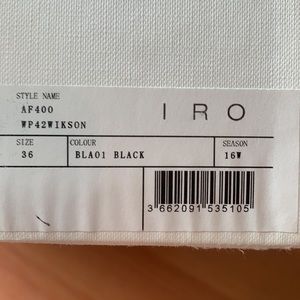 STYLE NAME
AF400
WP42WIKSON
IRO
SIZE
COLOUR
SEASON
36
BLA01 BLACK
16W
3 662091 535105